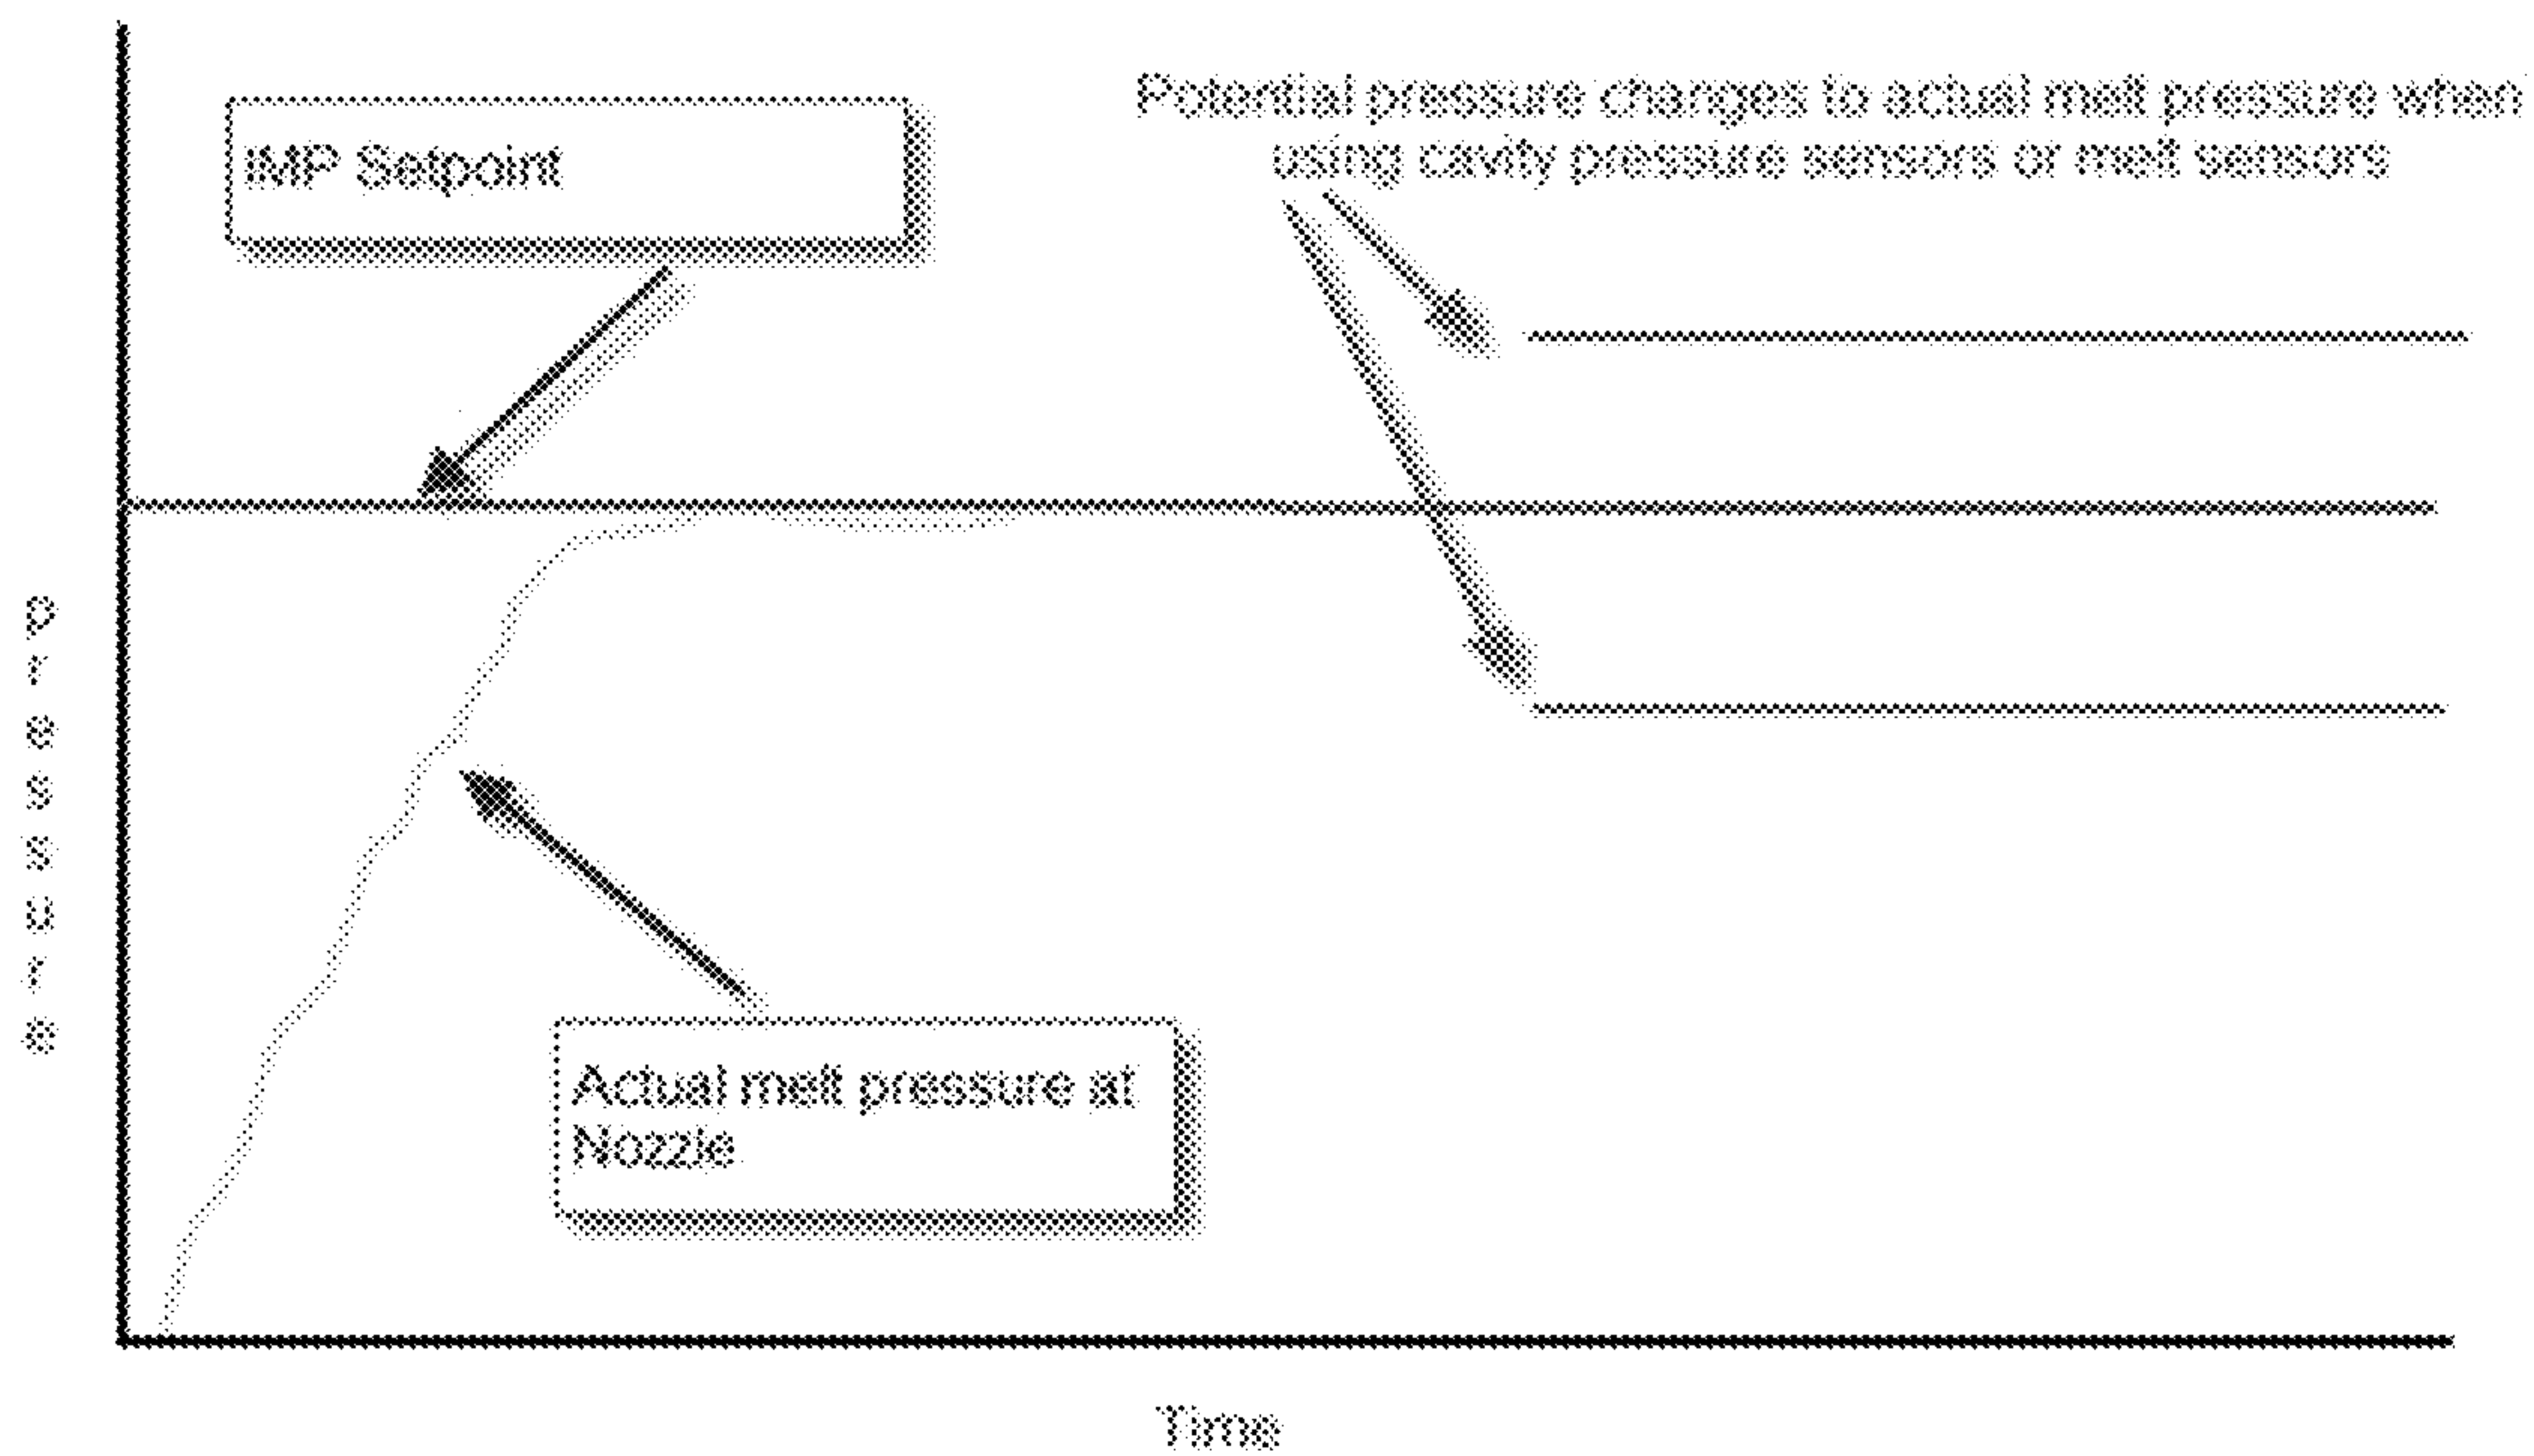 Potential pressure changes to actual melt pressure when
using cavity pressure sensors or melt sensors
IMP Setpoint
pressure
Actual melt pressure at
Nozzle
Time